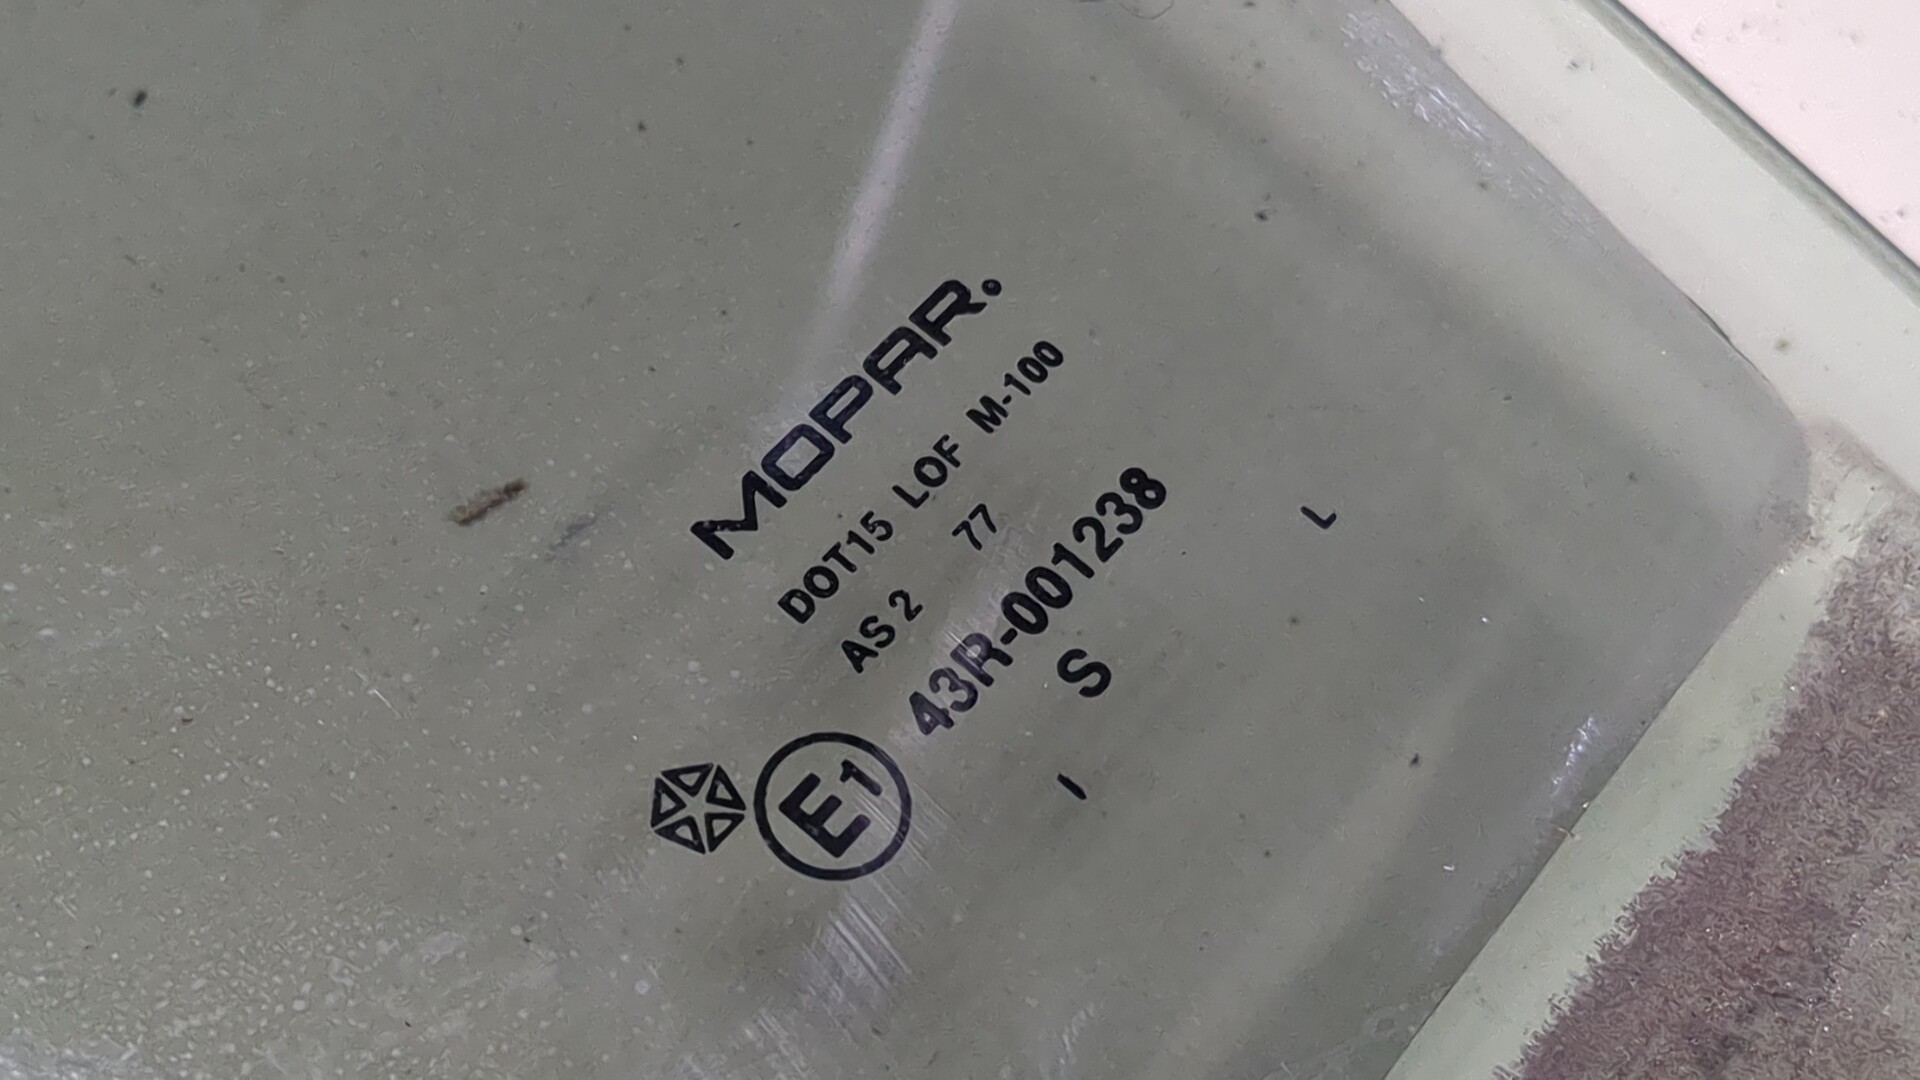 MOPAR.
DOT15 LOF M-100
AS2 77
E1 43R-001238
S
I
L